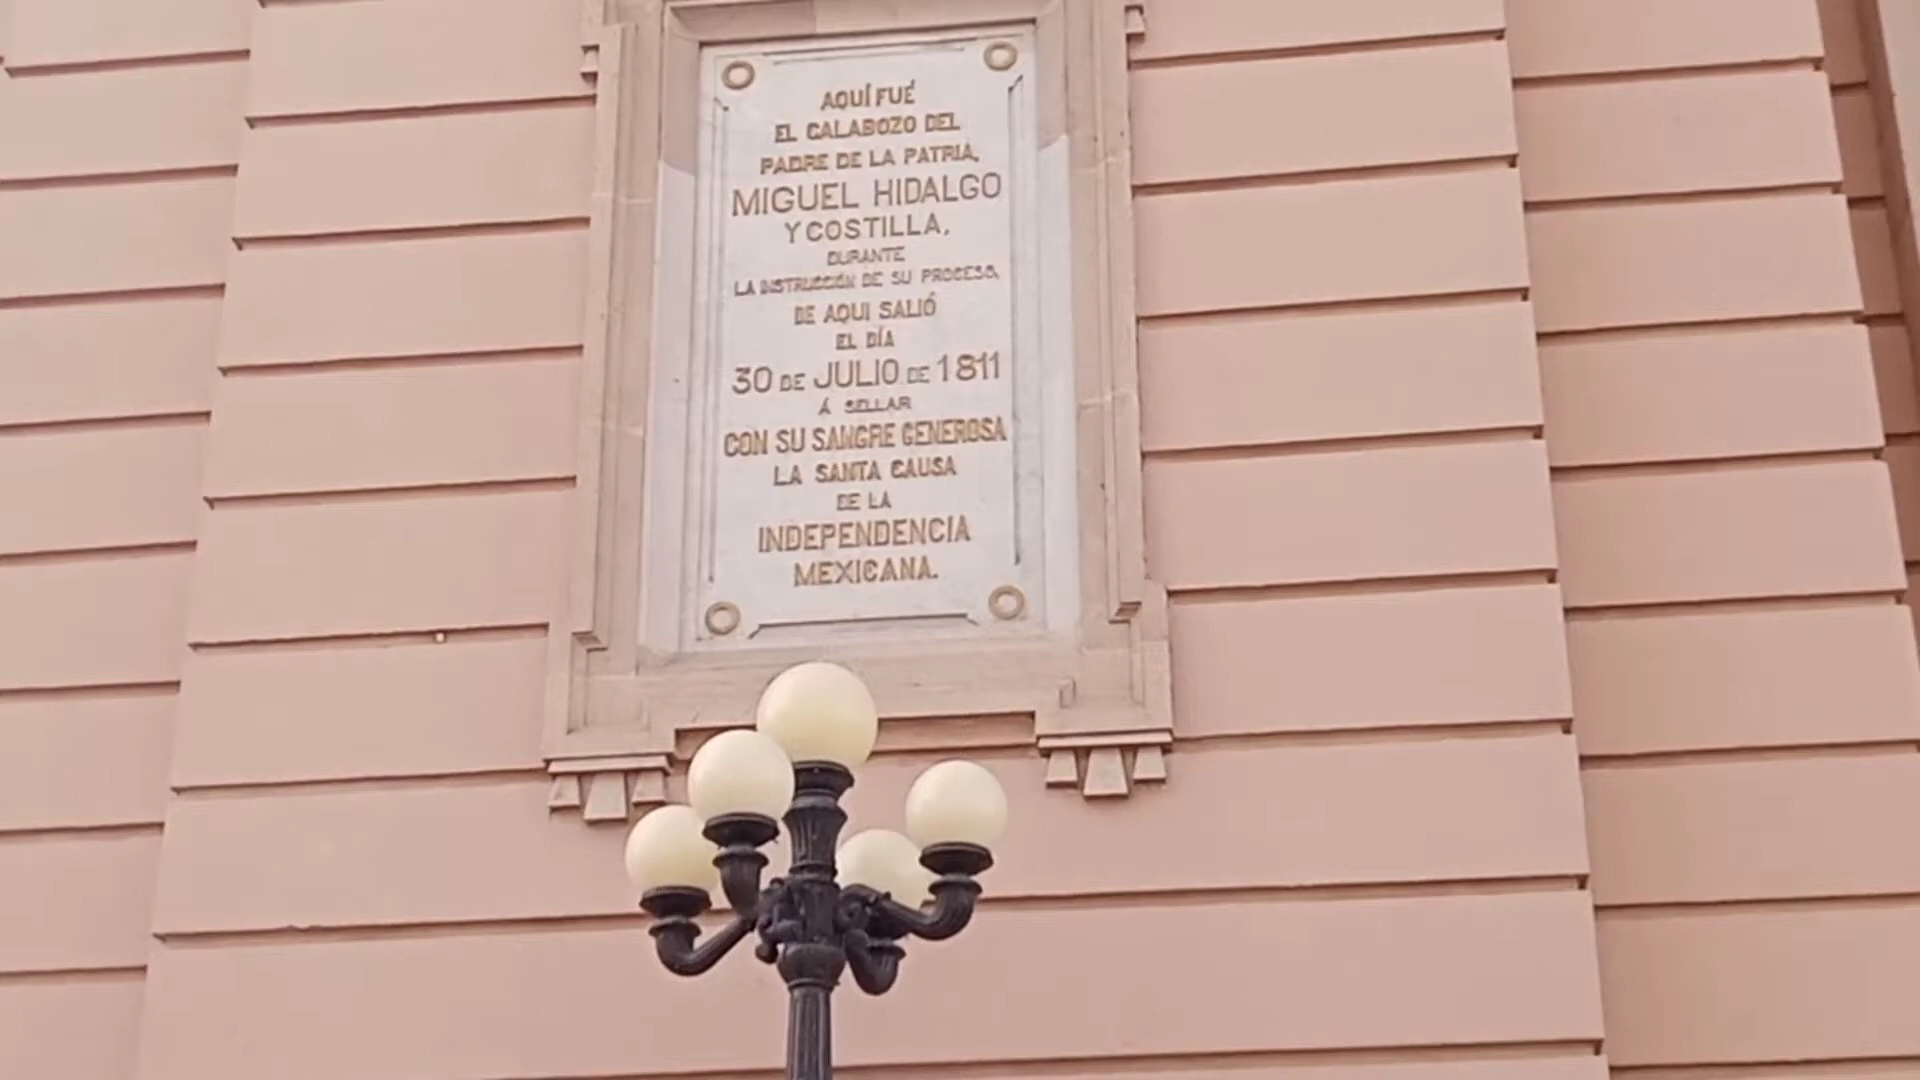 AQUÍ FUÉ
EL CALABOZO DEL
PADRE DE LA PATRIA,
MIGUEL HIDALGO
Y COSTILLA,
DURANTE
LA INSTRUCCIÓN DE SU PROCESO,
DE AQUI SALIÓ
EL DÍA
30 DE JULIO DE 1811
Á SELLAR
CON SU SANGRE GENEROSA
LA SANTA CAUSA
DE LA
INDEPENDENCIA
MEXICANA.